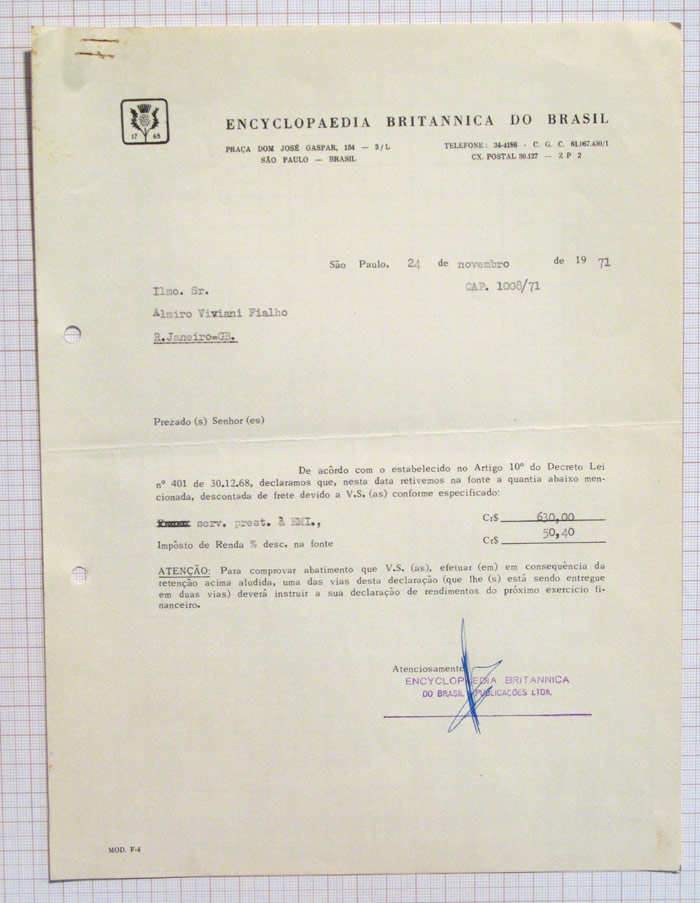 17 68
ENCYCLOPAEDIA BRITANNICA DO BRASIL
PRAÇA DOM JOSÉ GASPAR, 134 — 3/L
SÃO PAULO — BRASIL
TELEFONE: 34-4186 - C. G. C. 61.067.450/1
CX. POSTAL 30.127 — Z P 2
São Paulo, 24 de novembro de 19 71
CAP. 1008/71
Ilmo. Sr.
Almiro Viviani Fialho
R.Janeiro=GB.
Prezado (s) Senhor (es)
De acôrdo com o estabelecido no Artigo 10º do Decreto Lei
nº 401 de 30.12.68, declaramos que, nesta data retivemos na fonte a quantia abaixo men-
cionada, descontada de frete devido a V.S. (as) conforme especificado:
serv. prest. à EMI., Cr$ 630,00
Impôsto de Renda % desc. na fonte Cr$ 50,40
ATENÇÃO: Para comprovar abatimento que V.S. (as), efetuar (em) em consequência da
retenção acima aludida, uma das vias desta declaração (que lhe (s) está sendo entregue
em duas vias) deverá instruir a sua declaração de rendimentos do próximo exercício fi-
nanceiro.
Atenciosamente
ENCYCLOPAEDIA BRITANNICA
DO BRASIL PUBLICAÇÕES LTDA.
MOD. F-4